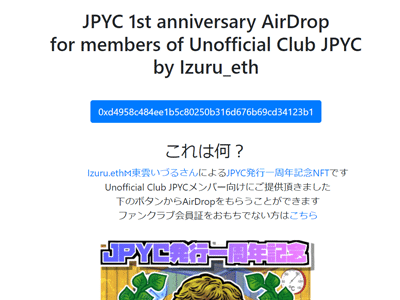 JPYC 1st anniversary AirDrop
for members of Unofficial Club JPYC
by Izuru_eth
0xd4958c484ee1b5c80250b316d676b69cd34123b1
これは何？
Izuru.ethM東雲いづるさんによるJPYC発行一周年記念NFTです
Unofficial Club JPYCメンバー向けにご提供頂きました
下のボタンからAirDropをもらうことができます
ファンクラブ会員証をおもちでない方はこちら
JPYC発行一周年記念